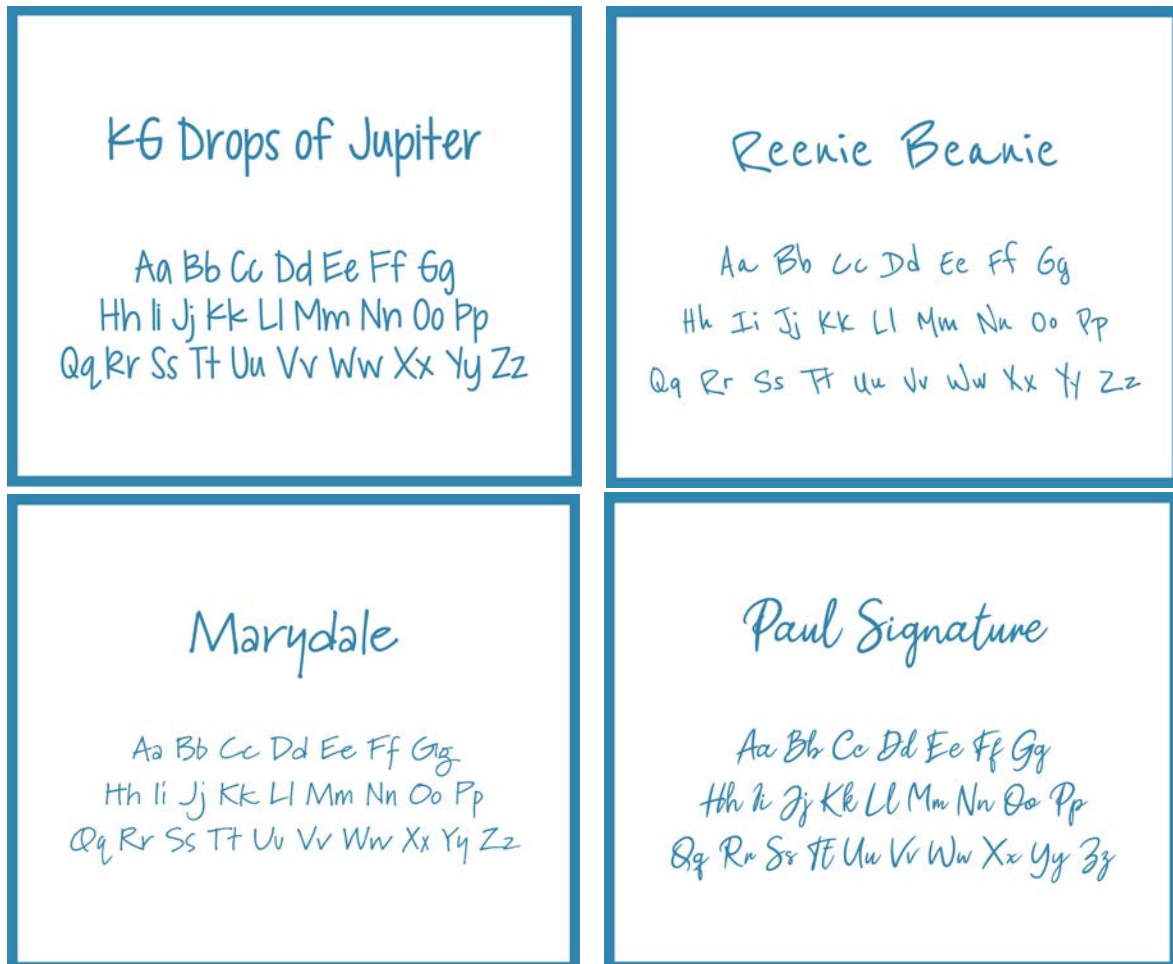 KG Drops of Jupiter
Aa Bb Cc Dd Ee Ff Gg
Hh Ii Jj Kk Ll Mm Nn Oo Pp
Qq Rr Ss Tt Uu Vv Ww Xx Yy Zz
Reenie Beanie
Aa Bb Cc Dd Ee Ff Gg
Hh Ii Jj Kk Ll Mm Nn Oo Pp
Qq Rr Ss Tt Uu Vv Ww Xx Yy Zz
Marydale
Aa Bb Cc Dd Ee Ff Gg
Hh Ii Jj Kk Ll Mm Nn Oo Pp
Qq Rr Ss Tt Uu Vv Ww Xx Yy Zz
Paul Signature
Aa Bb Cc Dd Ee Ff Gg
Hh Ii Jj Kk Ll Mm Nn Oo Pp
Qq Rr Ss Tt Uu Vv Ww Xx Yy Zz